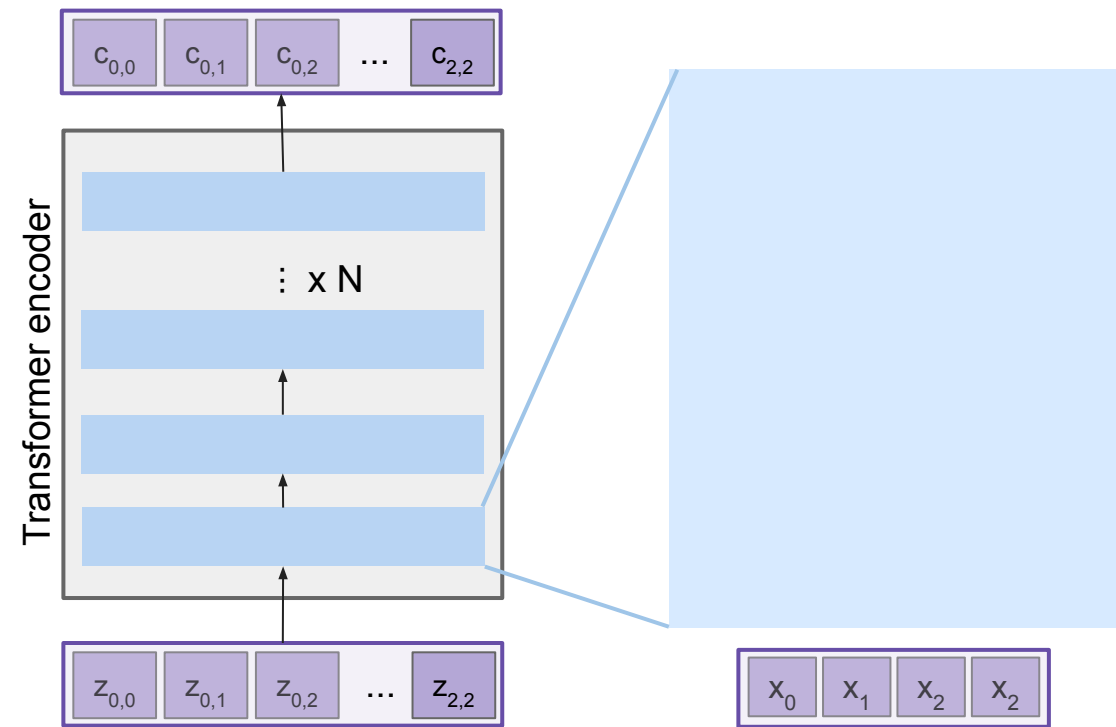 c0,0 c0,1 c0,2 ... c2,2
Transformer encoder
⋮ x N
z0,0 z0,1 z0,2 ... z2,2
x0 x1 x2 x2